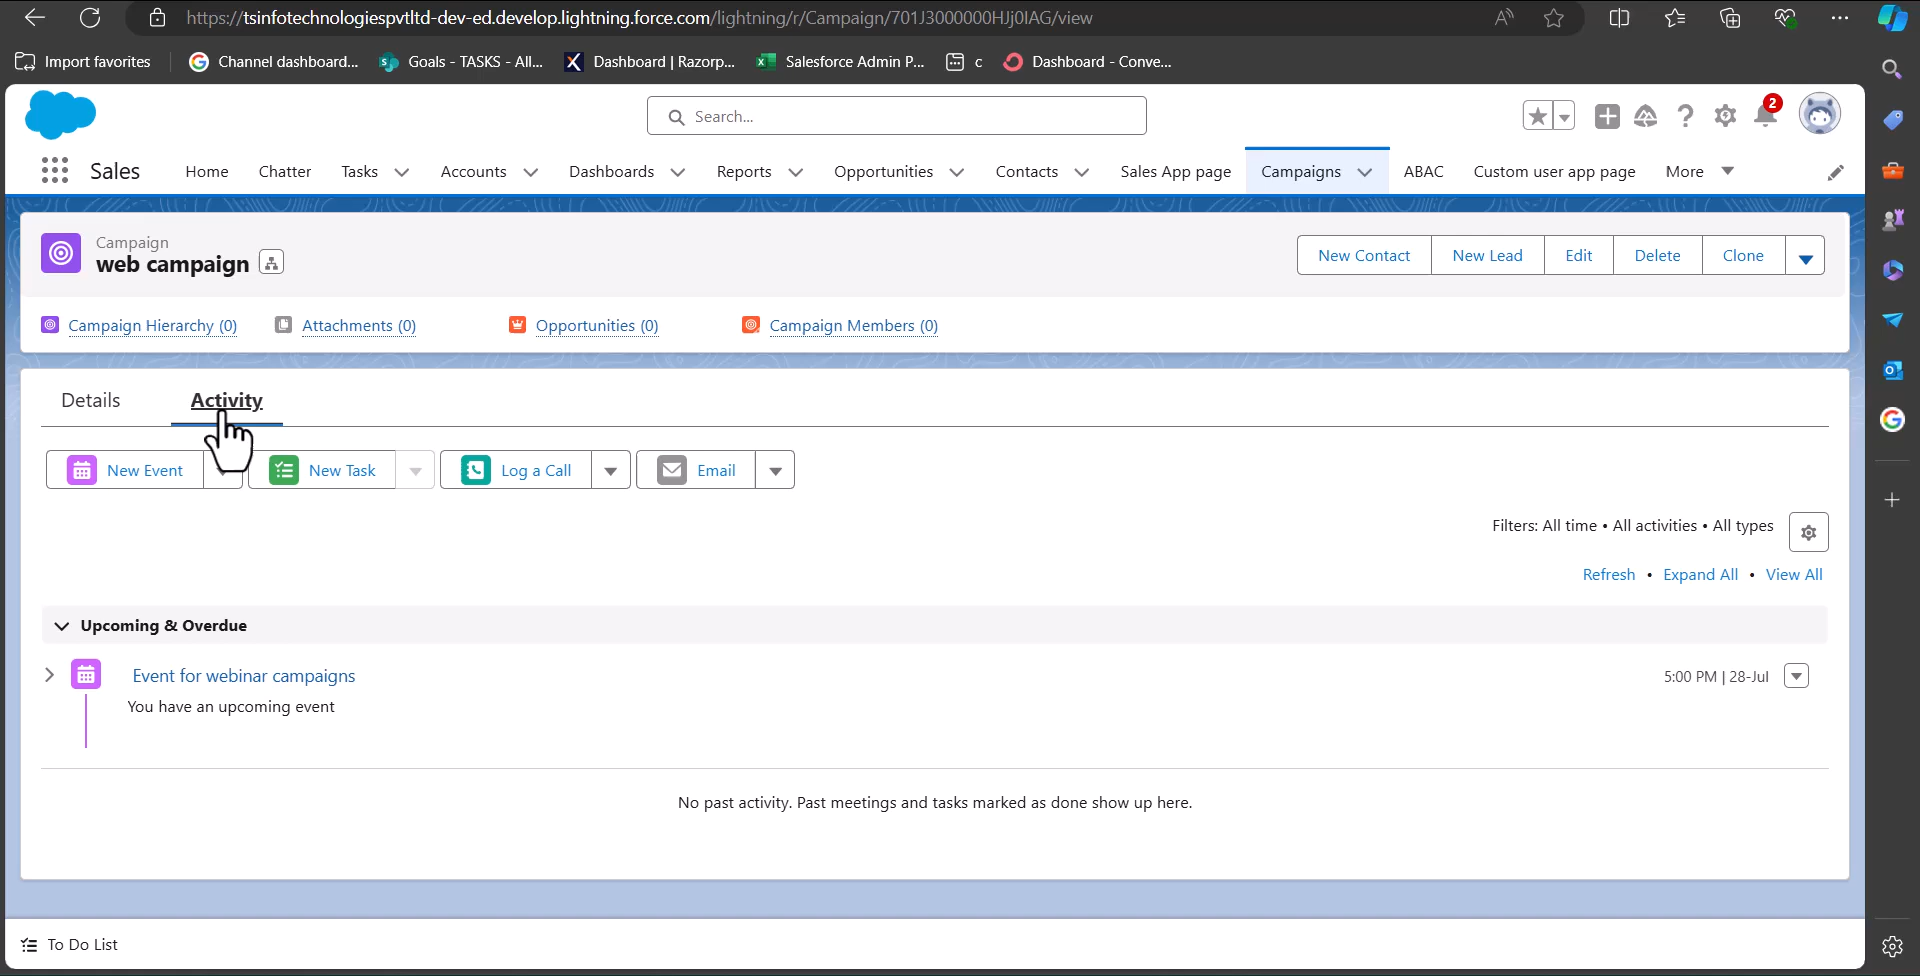 https://tsinfotechnologiespvtltd-dev-ed.develop.lightning.force.com/lightning/r/Campaign/701J3000000HJj0IAG/view
Import favorites
Channel dashboard...
Goals - TASKS - All...
Dashboard | Razorp...
Salesforce Admin P...
c
Dashboard - Conve...
Search...
2
Sales
Home
Chatter
Tasks
Accounts
Dashboards
Reports
Opportunities
Contacts
Sales App page
Campaigns
ABAC
Custom user app page
More
Campaign
web campaign
New Contact
New Lead
Edit
Delete
Clone
Campaign Hierarchy (0)
Attachments (0)
Opportunities (0)
Campaign Members (0)
Details
Activity
New Event
New Task
Log a Call
Email
Filters: All time • All activities • All types
Refresh • Expand All • View All
Upcoming & Overdue
Event for webinar campaigns
5:00 PM | 28-Jul
You have an upcoming event
No past activity. Past meetings and tasks marked as done show up here.
To Do List